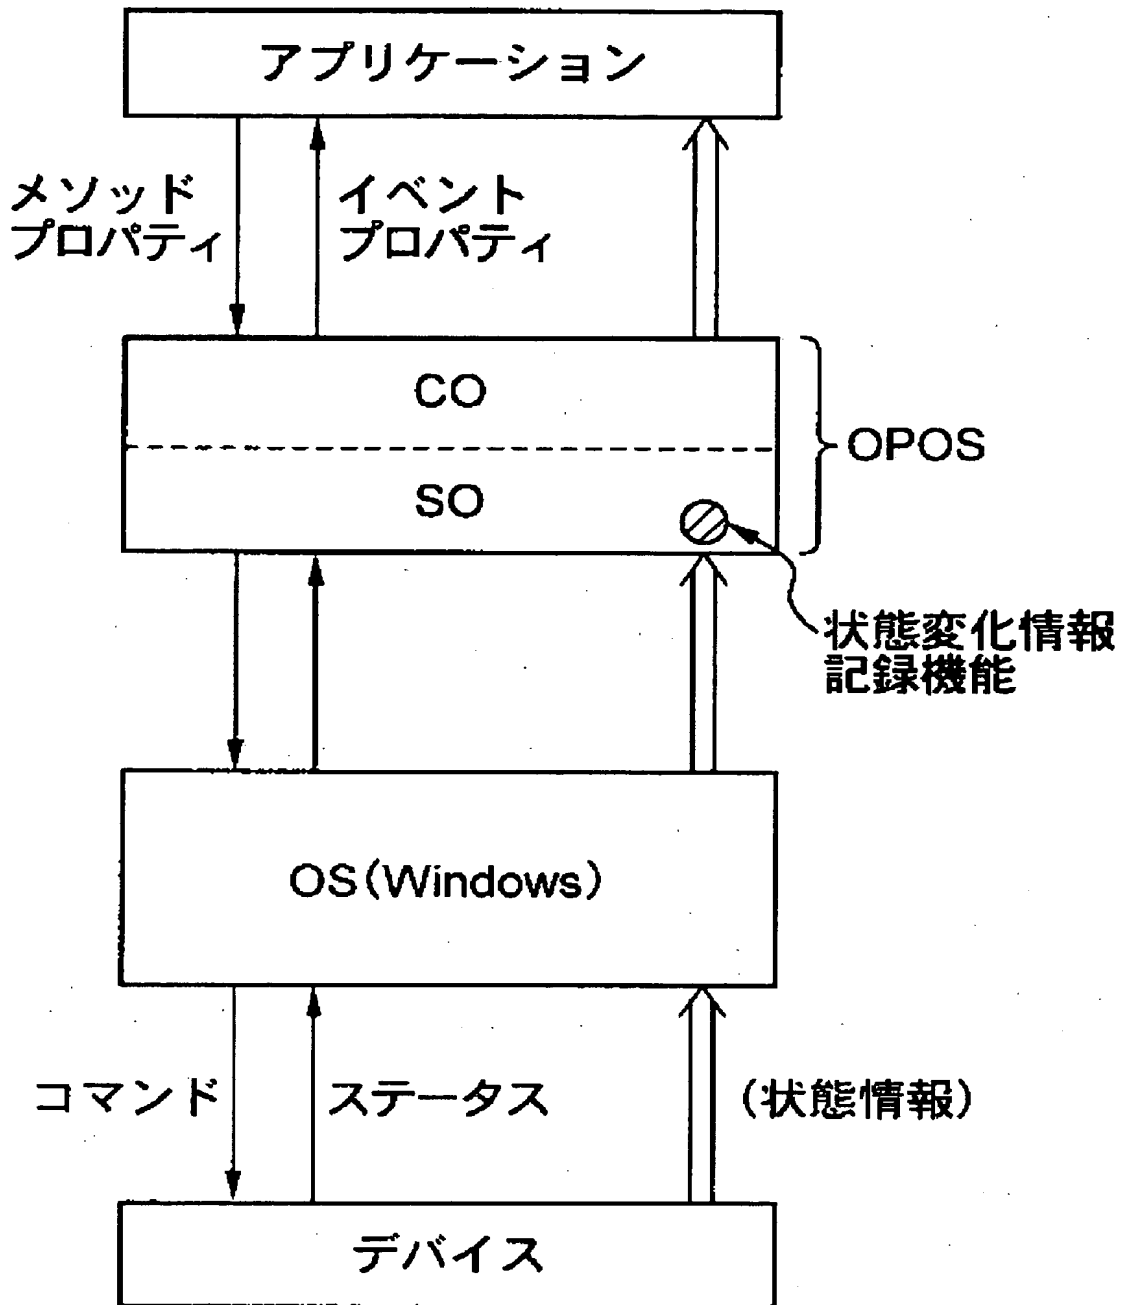 アプリケーション
メソッド
プロパティ
イベント
プロパティ
CO
OPOS
SO
状態変化情報
記録機能
OS(Windows)
コマンド
ステータス
(状態情報)
デバイス